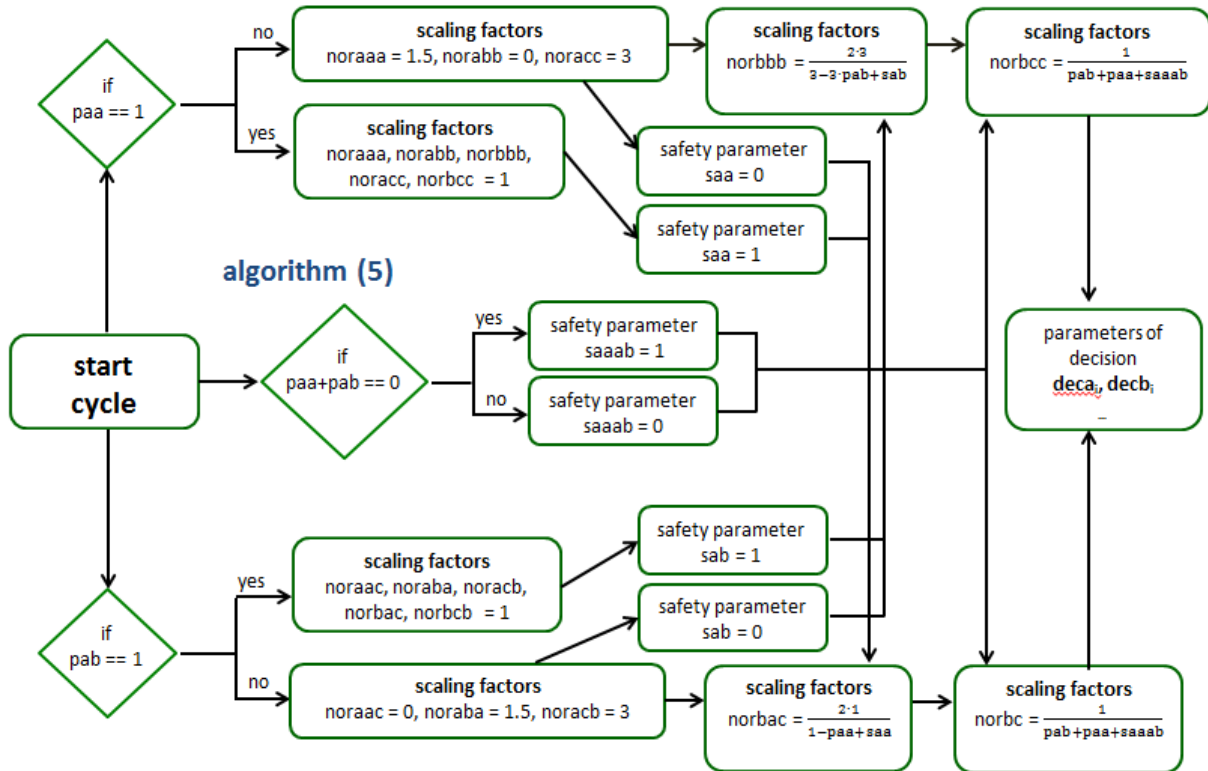 if
paa == 1
no
yes
scaling factors
noraaa = 1.5, norabb = 0, noracc = 3
scaling factors
noraaa, norabb, norbbb,
noracc, norbcc = 1
scaling factors
norbbb = 2·3 / 3−3·pab+sab
scaling factors
norbcc = 1 / pab+paa+saaab
safety parameter
saa = 0
safety parameter
saa = 1
algorithm (5)
start
cycle
if
paa+pab == 0
yes
no
safety parameter
saaab = 1
safety parameter
saaab = 0
parameters of
decision
decaᵢ, decbᵢ
_
if
pab == 1
yes
no
scaling factors
noraac, noraba, noracb,
norbac, norbcb = 1
scaling factors
noraac = 0, noraba = 1.5, noracb = 3
safety parameter
sab = 1
safety parameter
sab = 0
scaling factors
norbac = 2·1 / 1−paa+saa
scaling factors
norbc = 1 / pab+paa+saaab